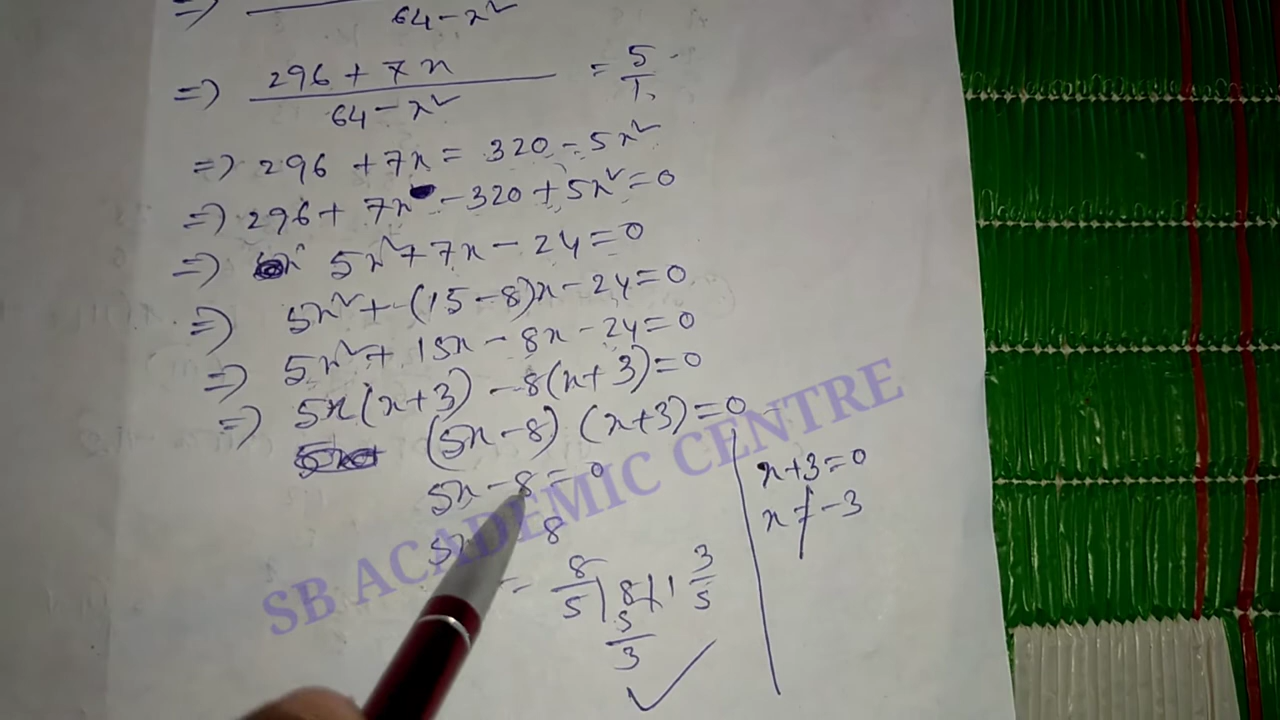 => 64 - x²
=> 296 + 7x / 64 - x² = 5 / 1
=> 296 + 7x = 320 - 5x²
=> 296 + 7x - 320 + 5x² = 0
=> 5x² + 7x - 24 = 0
=> 5x² + (15 - 8)x - 24 = 0
=> 5x² + 15x - 8x - 24 = 0
=> 5x(x + 3) - 8(x + 3) = 0
(5x - 8) (x + 3) = 0
5x - 8 = 0
5x 8
= 8/5
5) 8 ( 1 3/5
5
3
x + 3 = 0
x ≠ -3
SB ACADEMIC CENTRE